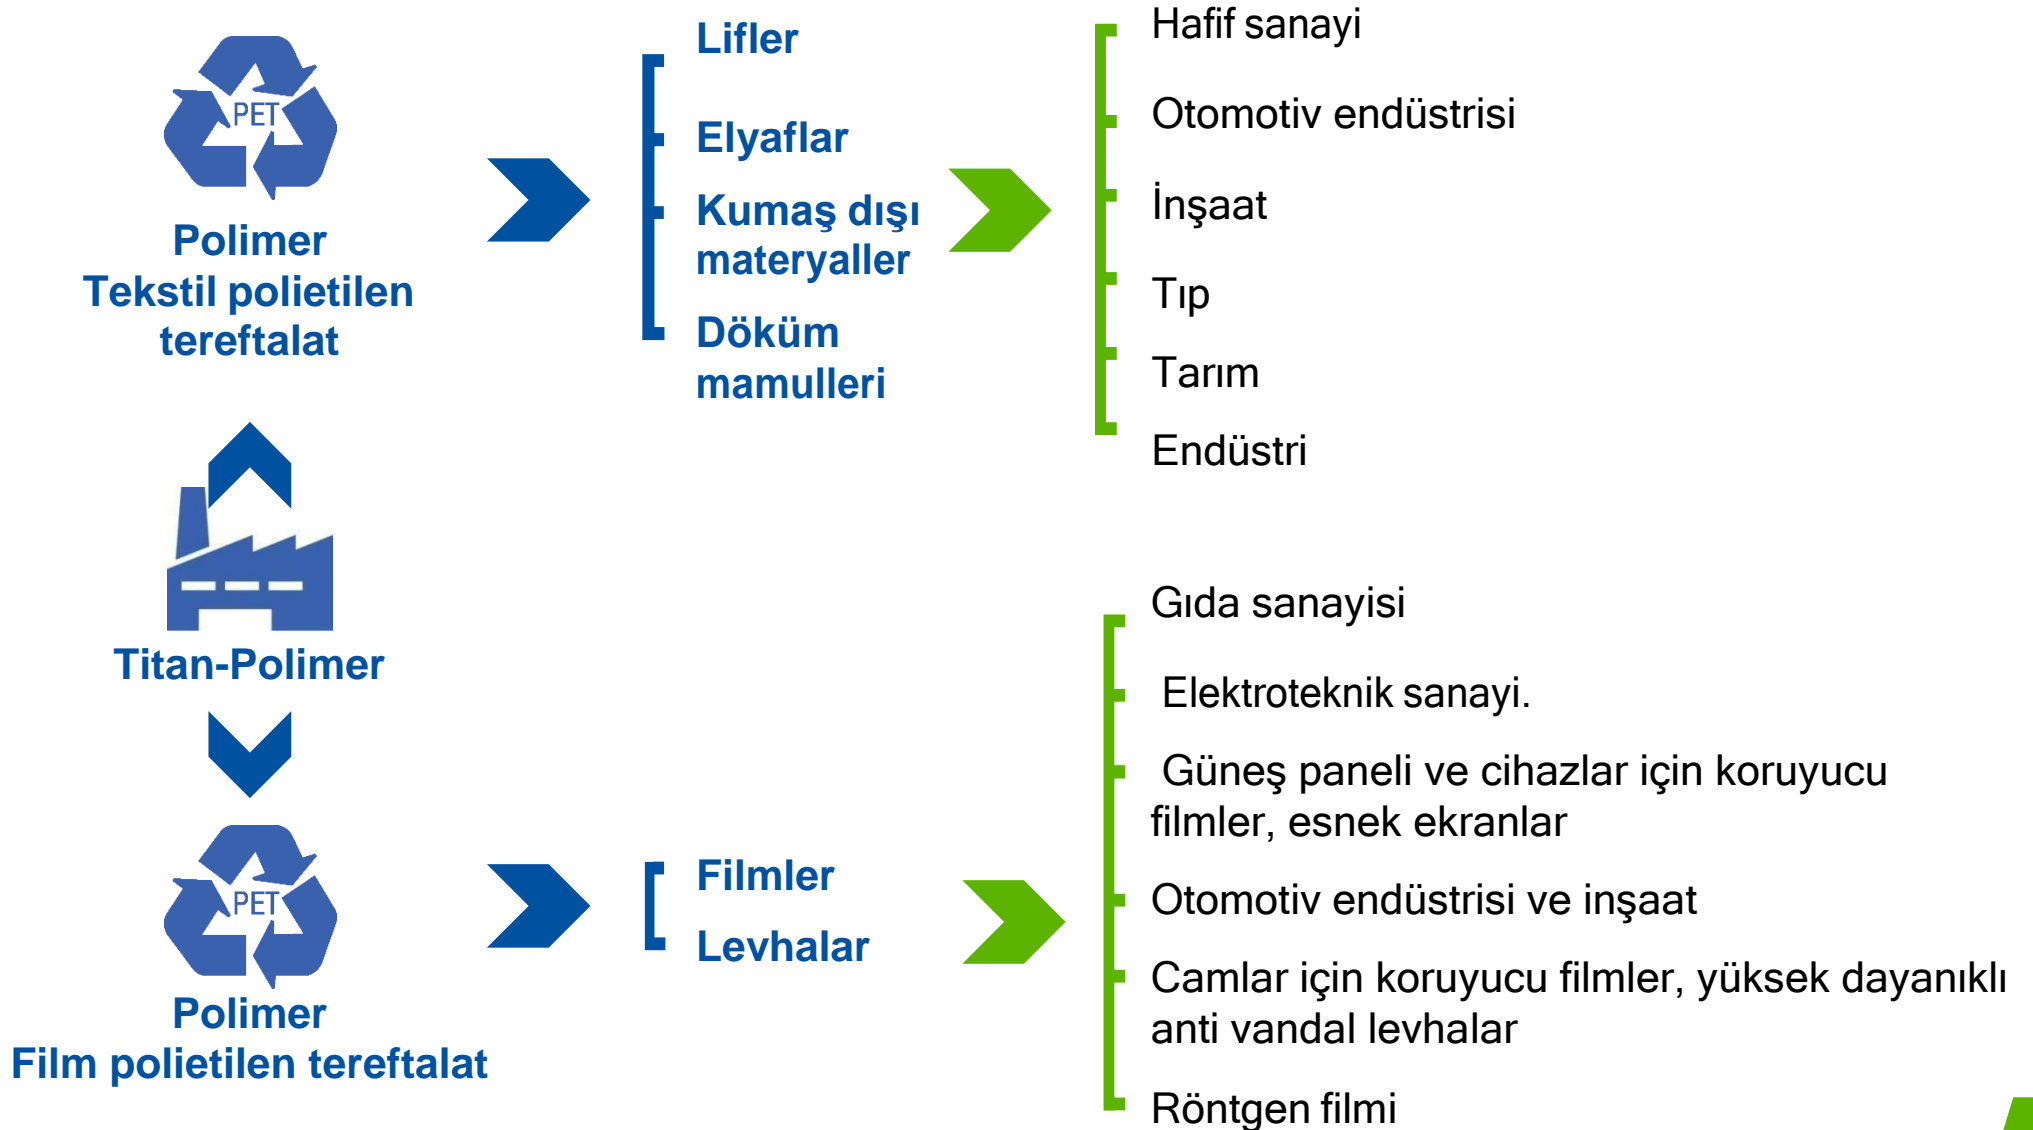 PET
Polimer
Tekstil polietilen
tereftalat
Lifler
Elyaflar
Kumaş dışı
materyaller
Döküm
mamulleri
Hafif sanayi
Otomotiv endüstrisi
İnşaat
Tıp
Tarım
Endüstri
Titan-Polimer
PET
Polimer
Film polietilen tereftalat
Filmler
Levhalar
Gıda sanayisi
Elektroteknik sanayi.
Güneş paneli ve cihazlar için koruyucu
filmler, esnek ekranlar
Otomotiv endüstrisi ve inşaat
Camlar için koruyucu filmler, yüksek dayanıklı
anti vandal levhalar
Röntgen filmi